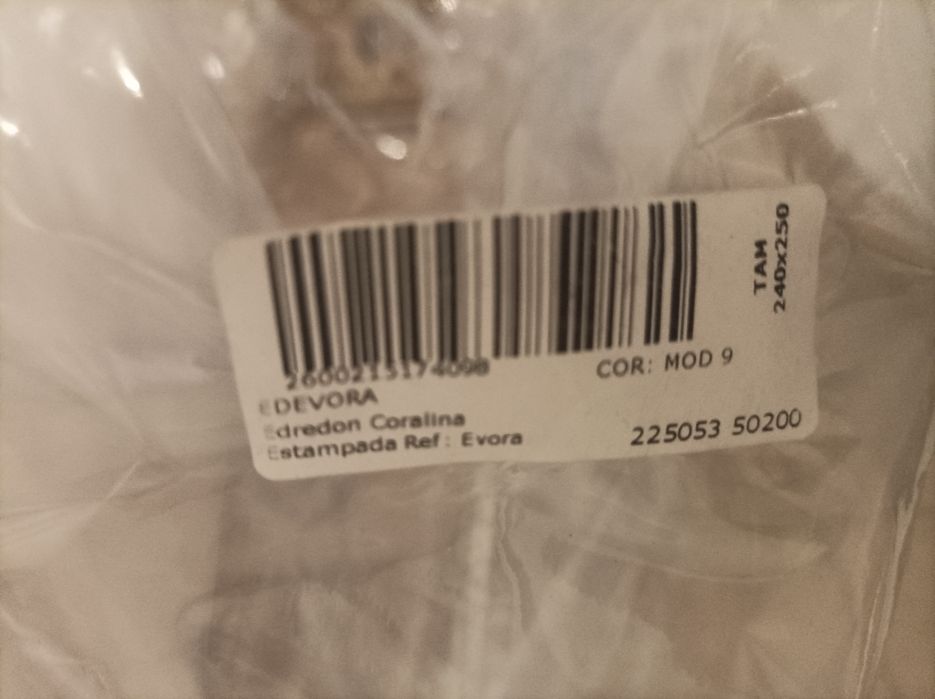 2600215174098
COR: MOD 9
EDEVORA
Edredon Coralina
Estampada Ref: Evora
225053 50200
TAM
240x250